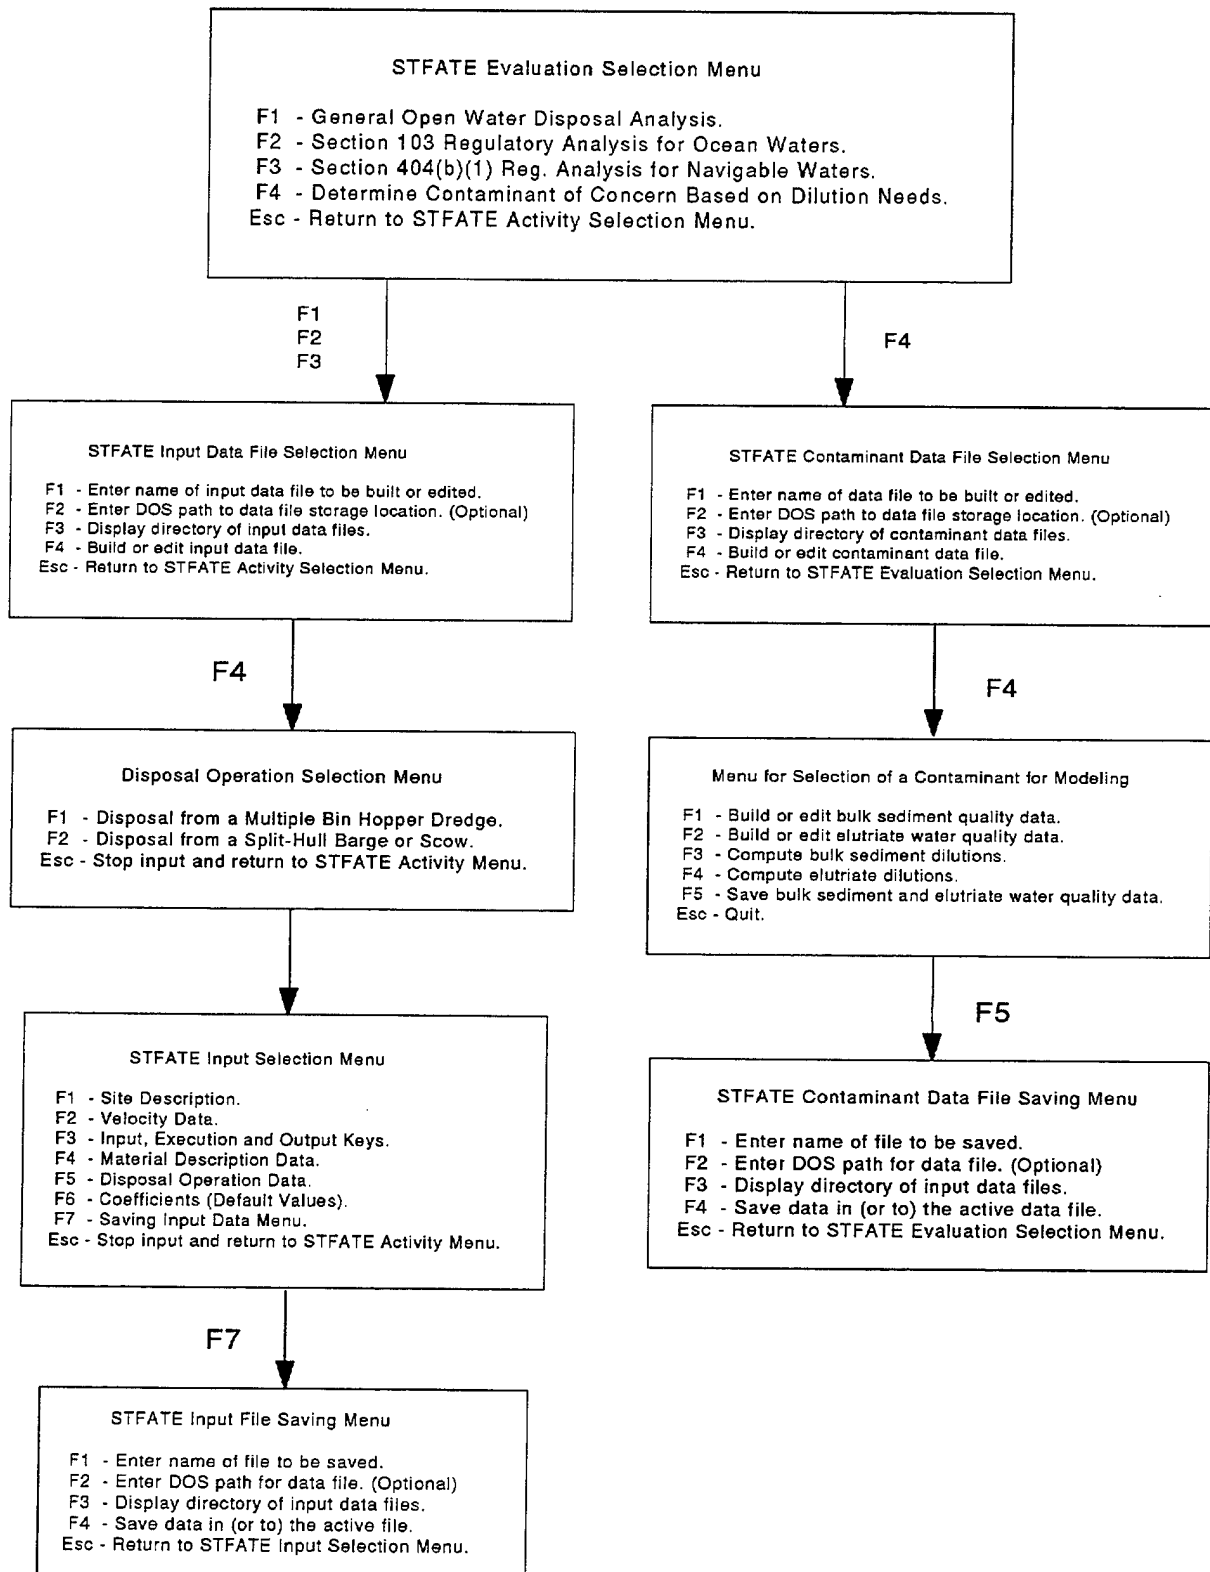 STFATE Evaluation Selection Menu
F1 - General Open Water Disposal Analysis.
F2 - Section 103 Regulatory Analysis for Ocean Waters.
F3 - Section 404(b)(1) Reg. Analysis for Navigable Waters.
F4 - Determine Contaminant of Concern Based on Dilution Needs.
Esc - Return to STFATE Activity Selection Menu.
F1
F2
F3
F4
STFATE Input Data File Selection Menu
F1 - Enter name of input data file to be built or edited.
F2 - Enter DOS path to data file storage location. (Optional)
F3 - Display directory of input data files.
F4 - Build or edit input data file.
Esc - Return to STFATE Activity Selection Menu.
STFATE Contaminant Data File Selection Menu
F1 - Enter name of data file to be built or edited.
F2 - Enter DOS path to data file storage location. (Optional)
F3 - Display directory of contaminant data files.
F4 - Build or edit contaminant data file.
Esc - Return to STFATE Evaluation Selection Menu.
F4
F4
Disposal Operation Selection Menu
F1 - Disposal from a Multiple Bin Hopper Dredge.
F2 - Disposal from a Split-Hull Barge or Scow.
Esc - Stop input and return to STFATE Activity Menu.
Menu for Selection of a Contaminant for Modeling
F1 - Build or edit bulk sediment quality data.
F2 - Build or edit elutriate water quality data.
F3 - Compute bulk sediment dilutions.
F4 - Compute elutriate dilutions.
F5 - Save bulk sediment and elutriate water quality data.
Esc - Quit.
F5
STFATE Input Selection Menu
F1 - Site Description.
F2 - Velocity Data.
F3 - Input, Execution and Output Keys.
F4 - Material Description Data.
F5 - Disposal Operation Data.
F6 - Coefficients (Default Values).
F7 - Saving Input Data Menu.
Esc - Stop input and return to STFATE Activity Menu.
STFATE Contaminant Data File Saving Menu
F1 - Enter name of file to be saved.
F2 - Enter DOS path for data file. (Optional)
F3 - Display directory of input data files.
F4 - Save data in (or to) the active data file.
Esc - Return to STFATE Evaluation Selection Menu.
F7
STFATE Input File Saving Menu
F1 - Enter name of file to be saved.
F2 - Enter DOS path for data file. (Optional)
F3 - Display directory of input data files.
F4 - Save data in (or to) the active file.
Esc - Return to STFATE Input Selection Menu.